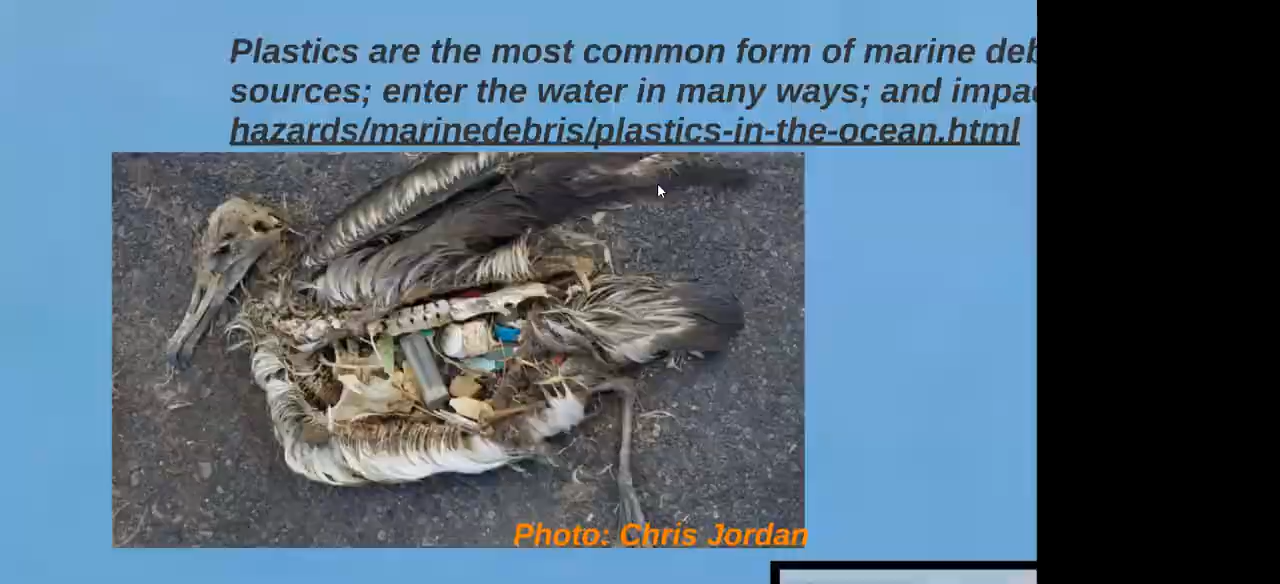 Plastics are the most common form of marine deb
sources; enter the water in many ways; and impac
hazards/marinedebris/plastics-in-the-ocean.html
Photo: Chris Jordan